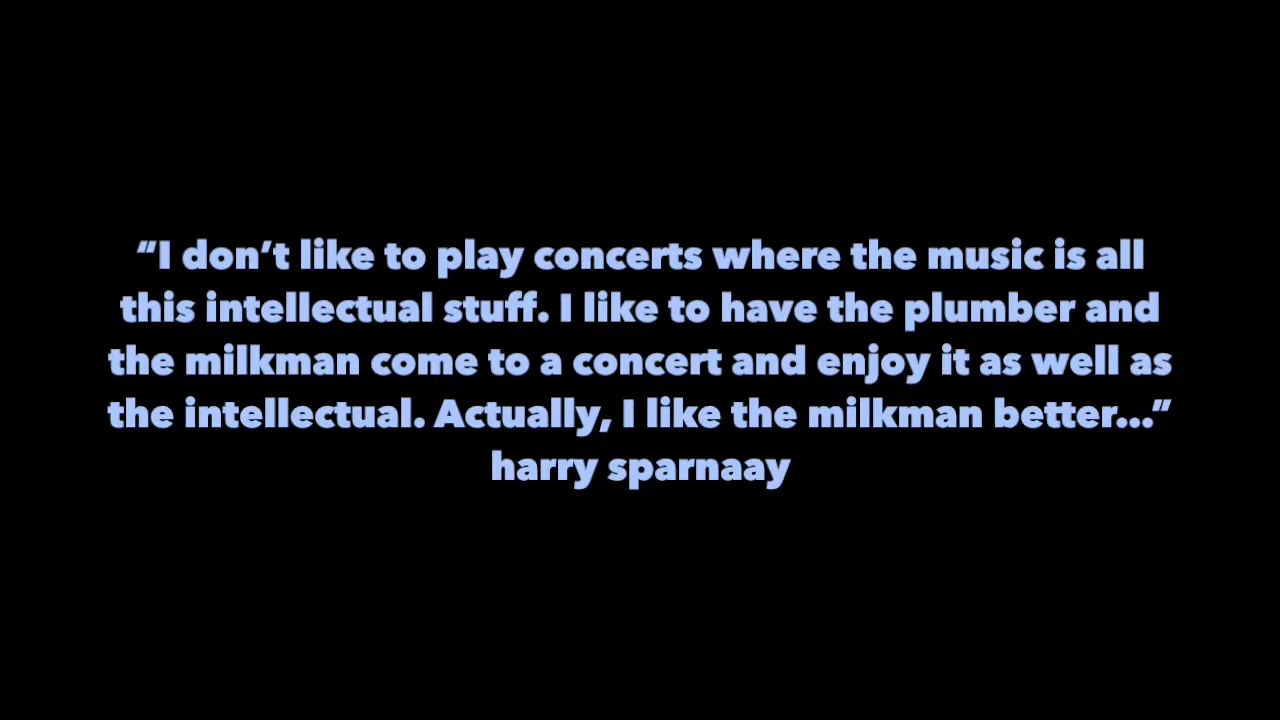 “I don’t like to play concerts where the music is all
this intellectual stuff. I like to have the plumber and
the milkman come to a concert and enjoy it as well as
the intellectual. Actually, I like the milkman better...”
harry sparnaay